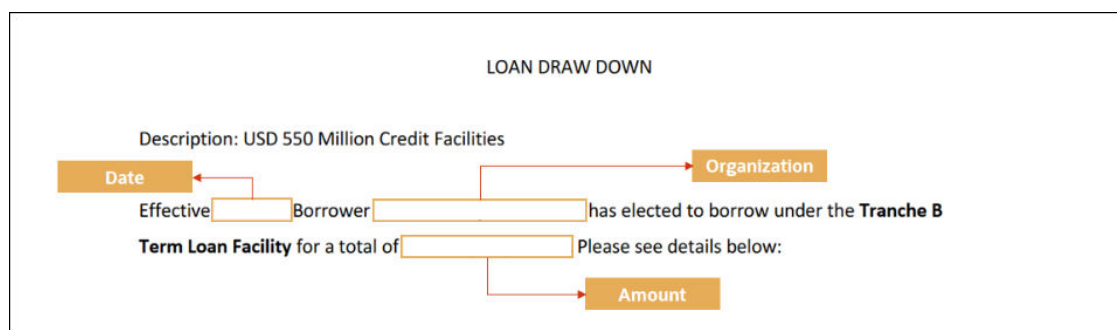 LOAN DRAW DOWN
Description: USD 550 Million Credit Facilities
Organization
Date
Effective Borrower has elected to borrow under the Tranche B
Term Loan Facility for a total of Please see details below:
Amount